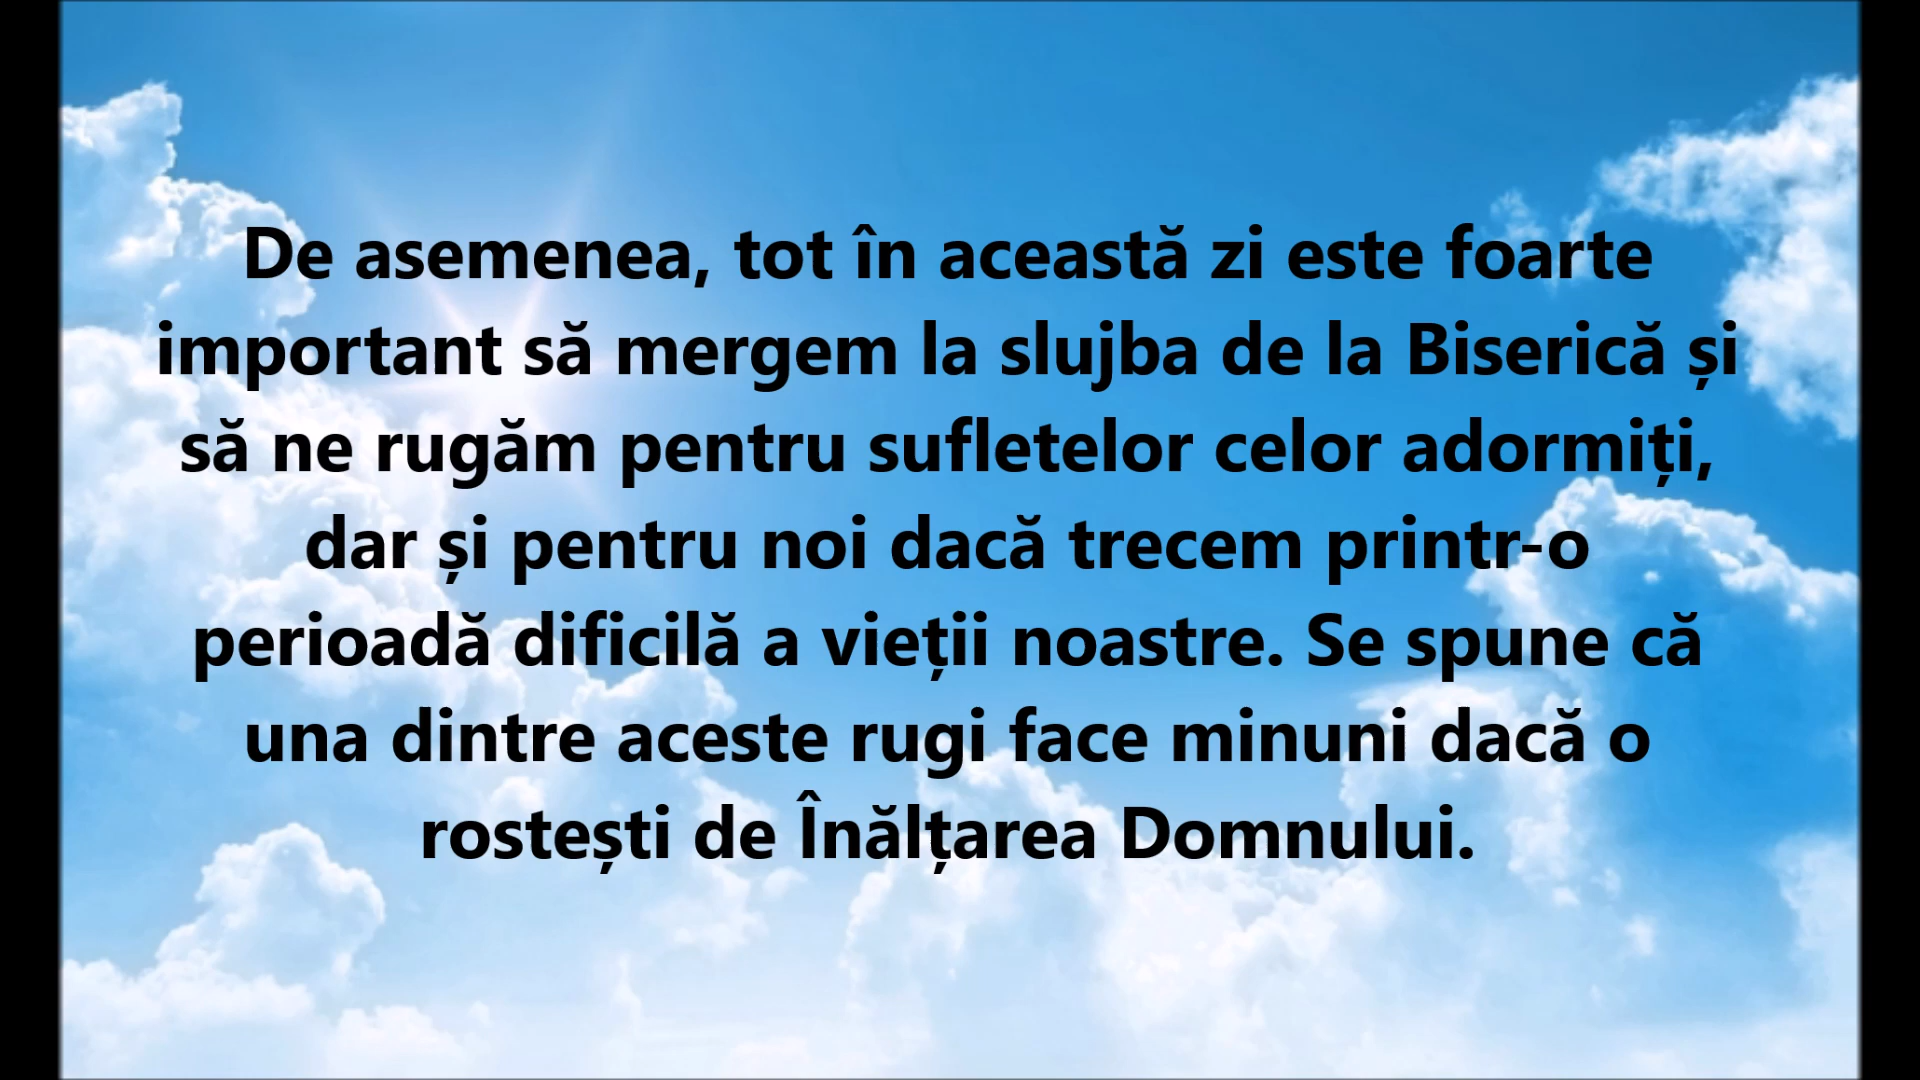 De asemenea, tot în această zi este foarte
important să mergem la slujba de la Biserică și
să ne rugăm pentru sufletelor celor adormiți,
dar și pentru noi dacă trecem printr-o
perioadă dificilă a vieții noastre. Se spune că
una dintre aceste rugi face minuni dacă o
rostești de Înălțarea Domnului.